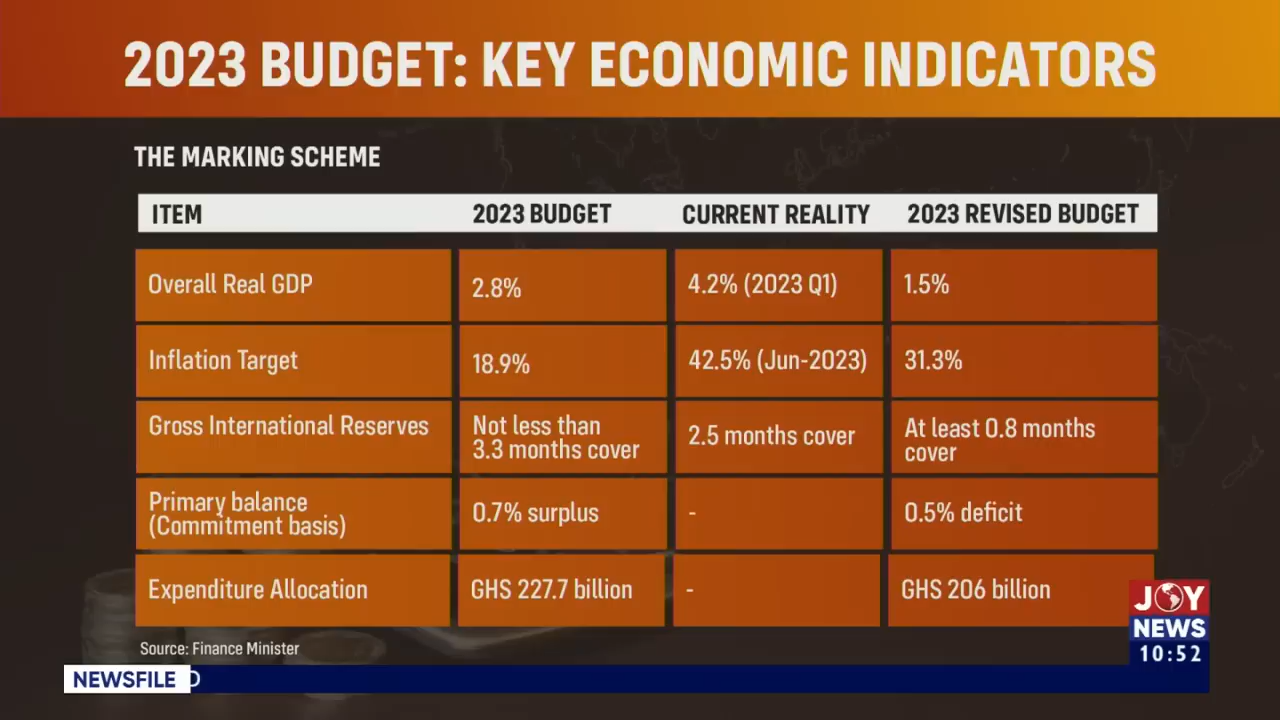 2023 BUDGET: KEY ECONOMIC INDICATORS
THE MARKING SCHEME
ITEM 2023 BUDGET CURRENT REALITY 2023 REVISED BUDGET
Overall Real GDP 2.8% 4.2% (2023 Q1) 1.5%
Inflation Target 18.9% 42.5% (Jun-2023) 31.3%
Gross International Reserves Not less than 2.5 months cover At least 0.8 months
3.3 months cover cover
Primary balance 0.7% surplus - 0.5% deficit
(Commitment basis)
Expenditure Allocation GHS 227.7 billion - GHS 206 billion
Source: Finance Minister
JOY
NEWS
10:52
NEWSFILE